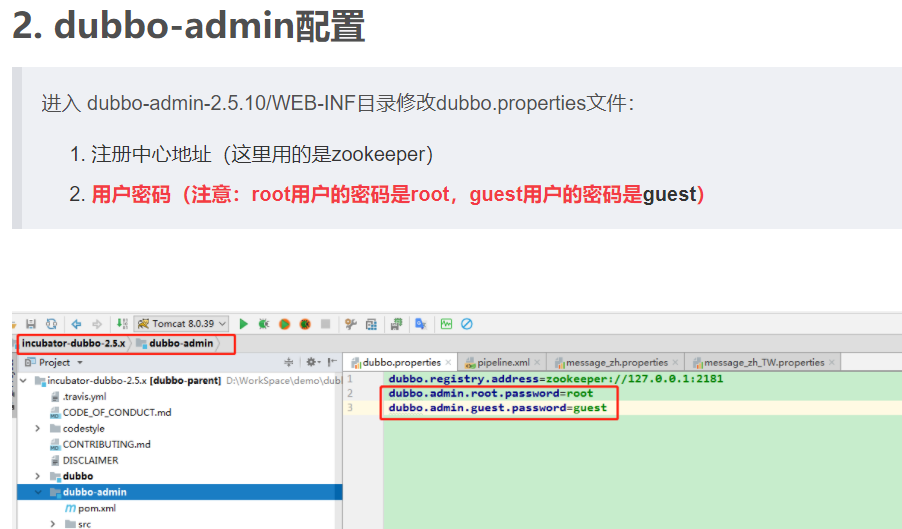 2. dubbo-admin配置
进入 dubbo-admin-2.5.10/WEB-INF目录修改dubbo.properties文件：
1. 注册中心地址（这里用的是zookeeper）
2. 用户密码（注意：root用户的密码是root，guest用户的密码是guest）
Tomcat 8.0.39
incubator-dubbo-2.5.x dubbo-admin
Project
dubbo.properties pipeline.xml message_zh.properties message_zh_TW.properties
incubator-dubbo-2.5.x [dubbo-parent] D:\WorkSpace\demo\dub
.travis.yml
CODE_OF_CONDUCT.md
codestyle
CONTRIBUTING.md
DISCLAIMER
dubbo
dubbo-admin
pom.xml
src
1 dubbo.registry.address=zookeeper://127.0.0.1:2181
2 dubbo.admin.root.password=root
3 dubbo.admin.guest.password=guest